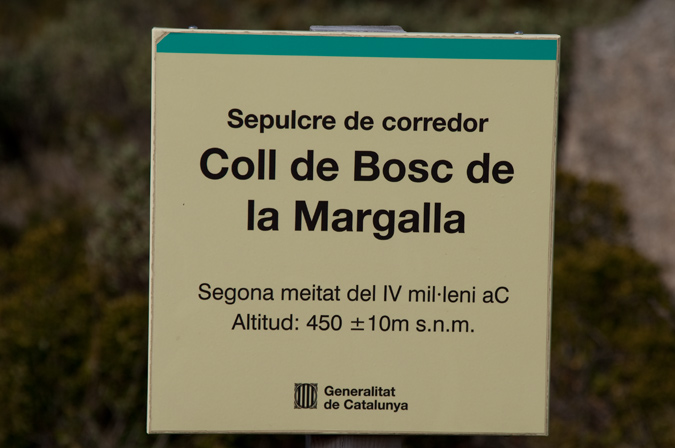 Sepulcre de corredor
Coll de Bosc de
la Margalla
Segona meitat del IV mil·leni aC
Altitud: 450 ±10m s.n.m.
Generalitat
de Catalunya